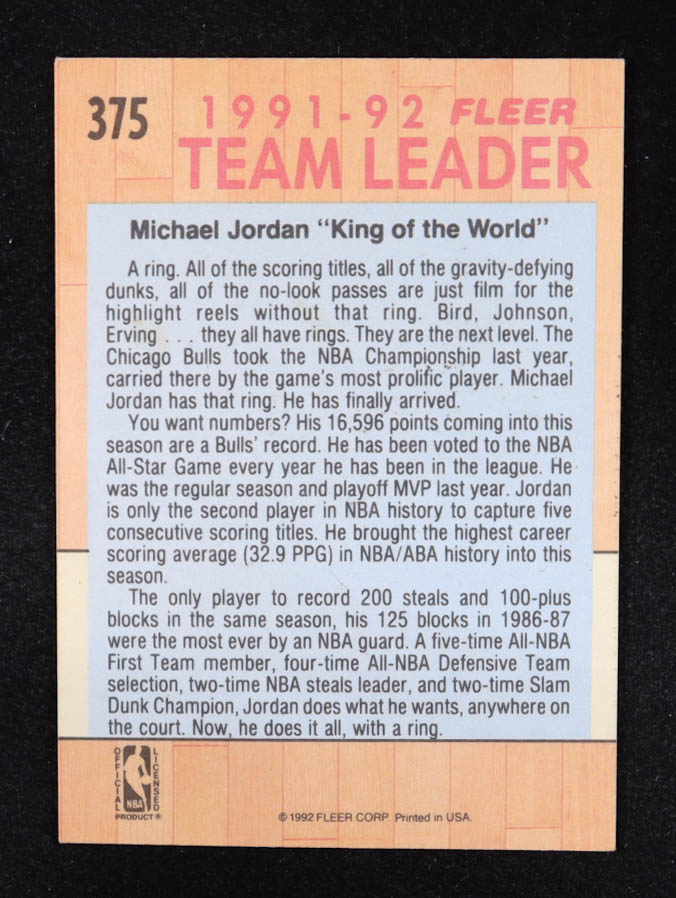 375
1991-92 FLEER
TEAM LEADER
Michael Jordan "King of the World"
A ring. All of the scoring titles, all of the gravity-defying
dunks, all of the no-look passes are just film for the
highlight reels without that ring. Bird, Johnson,
Erving . . . they all have rings. They are the next level. The
Chicago Bulls took the NBA Championship last year,
carried there by the game's most prolific player. Michael
Jordan has that ring. He has finally arrived.
You want numbers? His 16,596 points coming into this
season are a Bulls' record. He has been voted to the NBA
All-Star Game every year he has been in the league. He
was the regular season and playoff MVP last year. Jordan
is only the second player in NBA history to capture five
consecutive scoring titles. He brought the highest career
scoring average (32.9 PPG) in NBA/ABA history into this
season.
The only player to record 200 steals and 100-plus
blocks in the same season, his 125 blocks in 1986-87
were the most ever by an NBA guard. A five-time All-NBA
First Team member, four-time All-NBA Defensive Team
selection, two-time NBA steals leader, and two-time Slam
Dunk Champion, Jordan does what he wants, anywhere on
the court. Now, he does it all, with a ring.
OFFICIAL
LICENSED
NBA
PRODUCT ®
© 1992 FLEER CORP. Printed in USA.